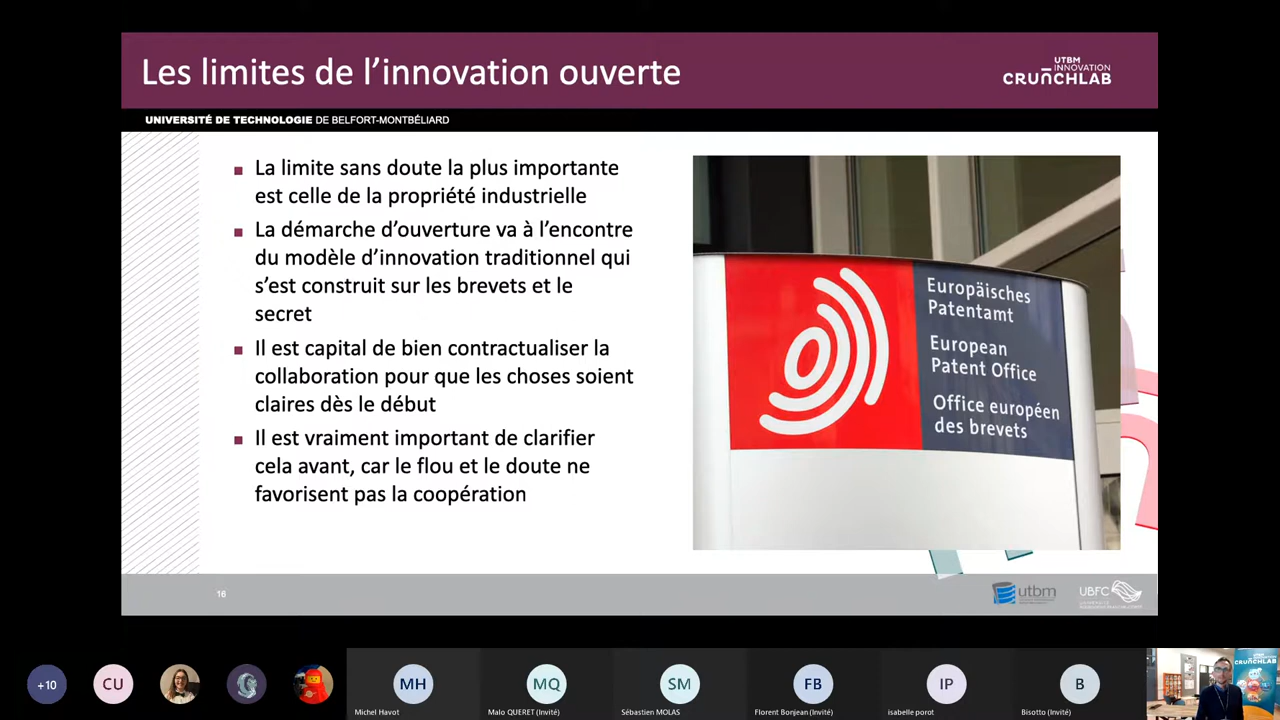 Les limites de l’innovation ouverte
UTBM
INNOVATION
CRUNCHLAB
UNIVERSITÉ DE TECHNOLOGIE DE BELFORT-MONTBÉLIARD
La limite sans doute la plus importante
est celle de la propriété industrielle
La démarche d’ouverture va à l’encontre
du modèle d’innovation traditionnel qui
s’est construit sur les brevets et le
secret
Il est capital de bien contractualiser la
collaboration pour que les choses soient
claires dès le début
Il est vraiment important de clarifier
cela avant, car le flou et le doute ne
favorisent pas la coopération
Europäisches
Patentamt
European
Patent Office
Office européen
des brevets
16
utbm
UBFC
+10
CU
MH
MQ
SM
FB
IP
B
Michel Havot
Malo QUERET (Invité)
Sébastien MOLAS
Florent Bonjean (Invité)
isabelle porot
Bisotto (Invité)
CRUNCHLAB